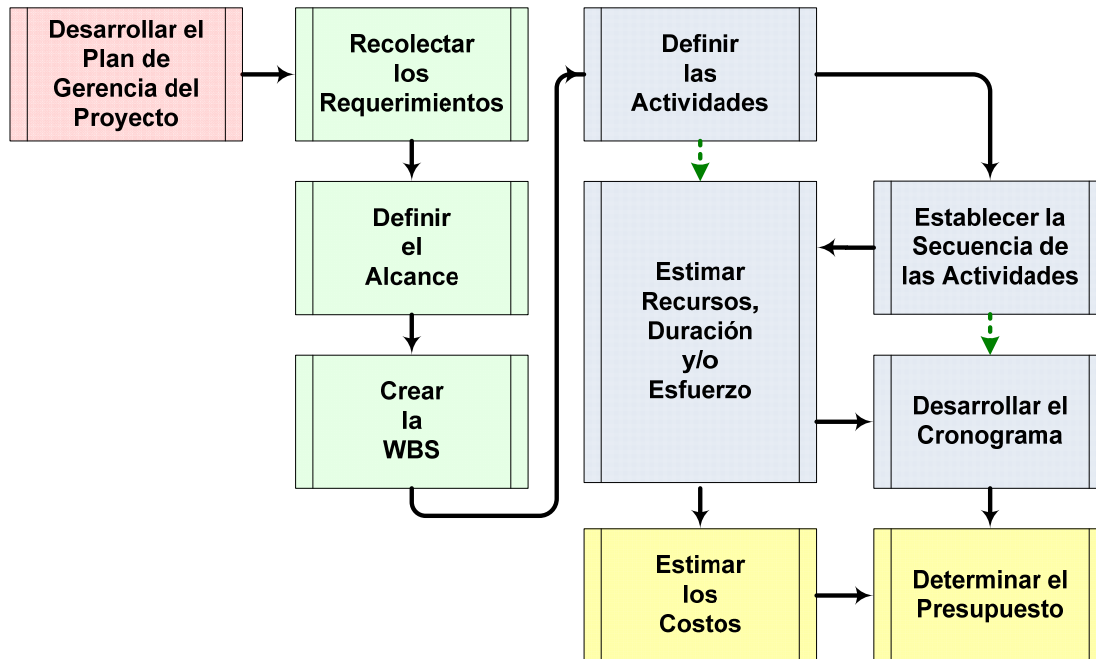 Desarrollar el
Plan de
Gerencia del
Proyecto
Recolectar
los
Requerimientos
Definir
el
Alcance
Crear
la
WBS
Definir
las
Actividades
Establecer la
Secuencia de
las Actividades
Estimar
Recursos,
Duración
y/o
Esfuerzo
Desarrollar el
Cronograma
Estimar
los
Costos
Determinar el
Presupuesto